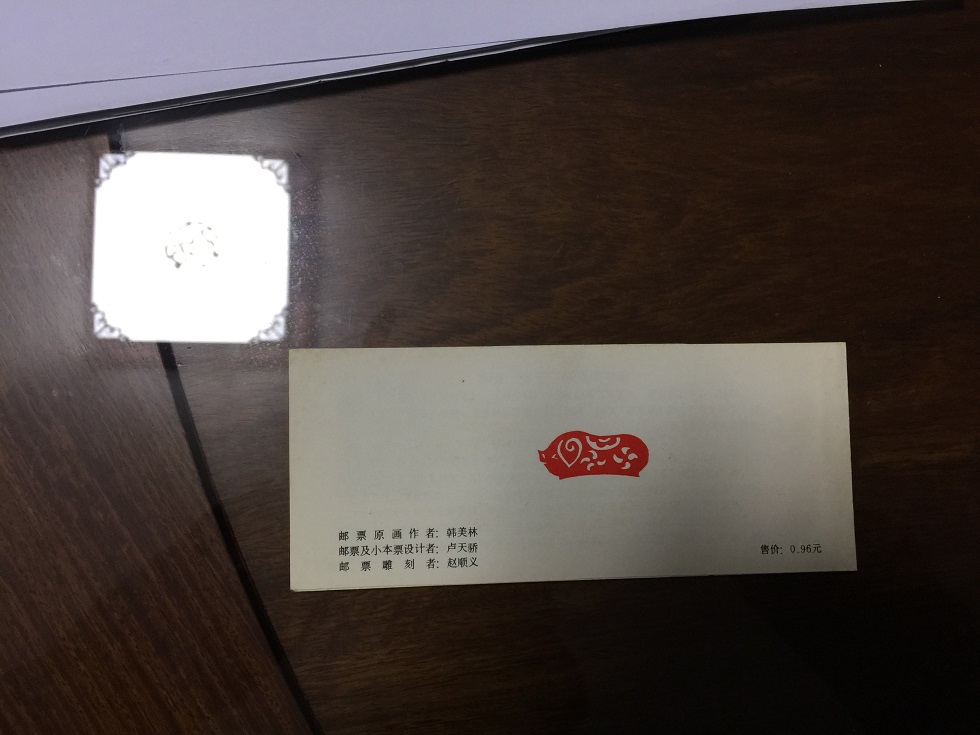 邮票原画作者：韩美林
邮票及小本票设计者：卢天骄
邮票雕刻者：赵顺义
售价：0.96元